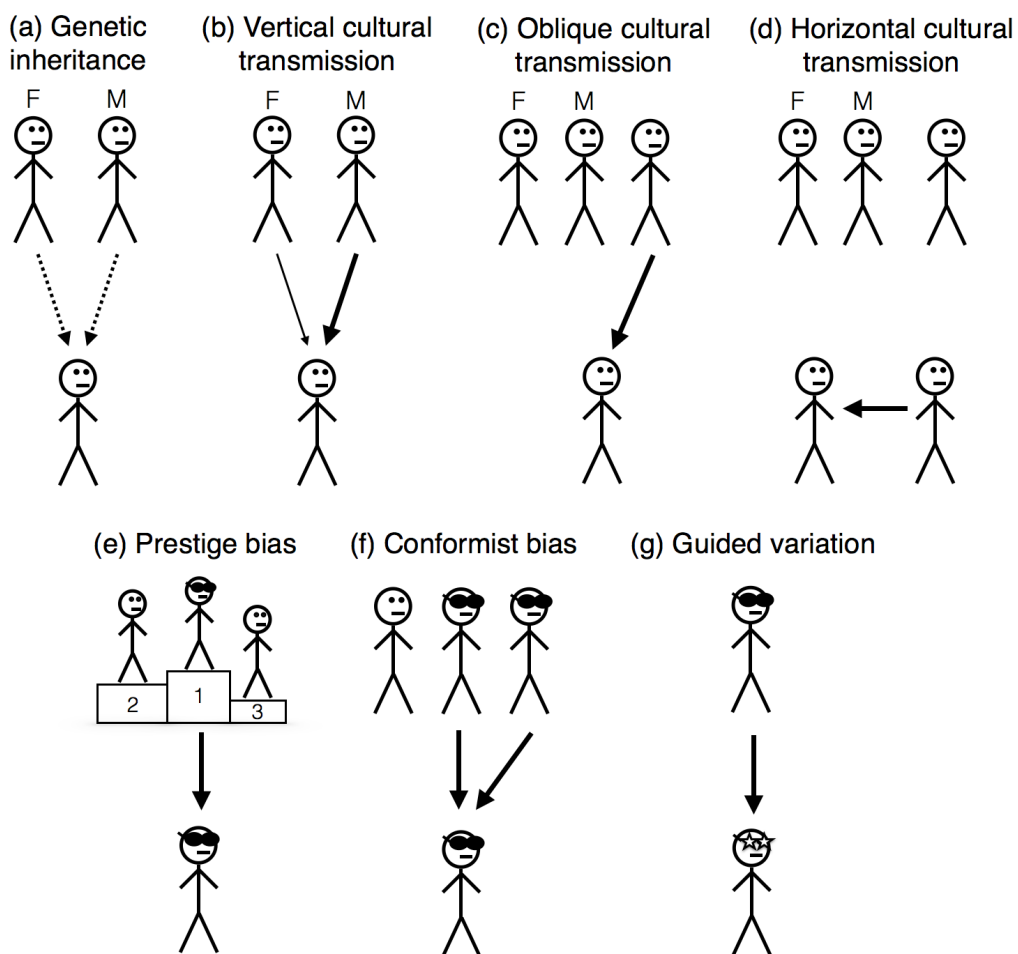 (a) Genetic
inheritance
F M
(b) Vertical cultural
transmission
F M
(c) Oblique cultural
transmission
F M
(d) Horizontal cultural
transmission
F M
(e) Prestige bias
2 1 3
(f) Conformist bias
(g) Guided variation